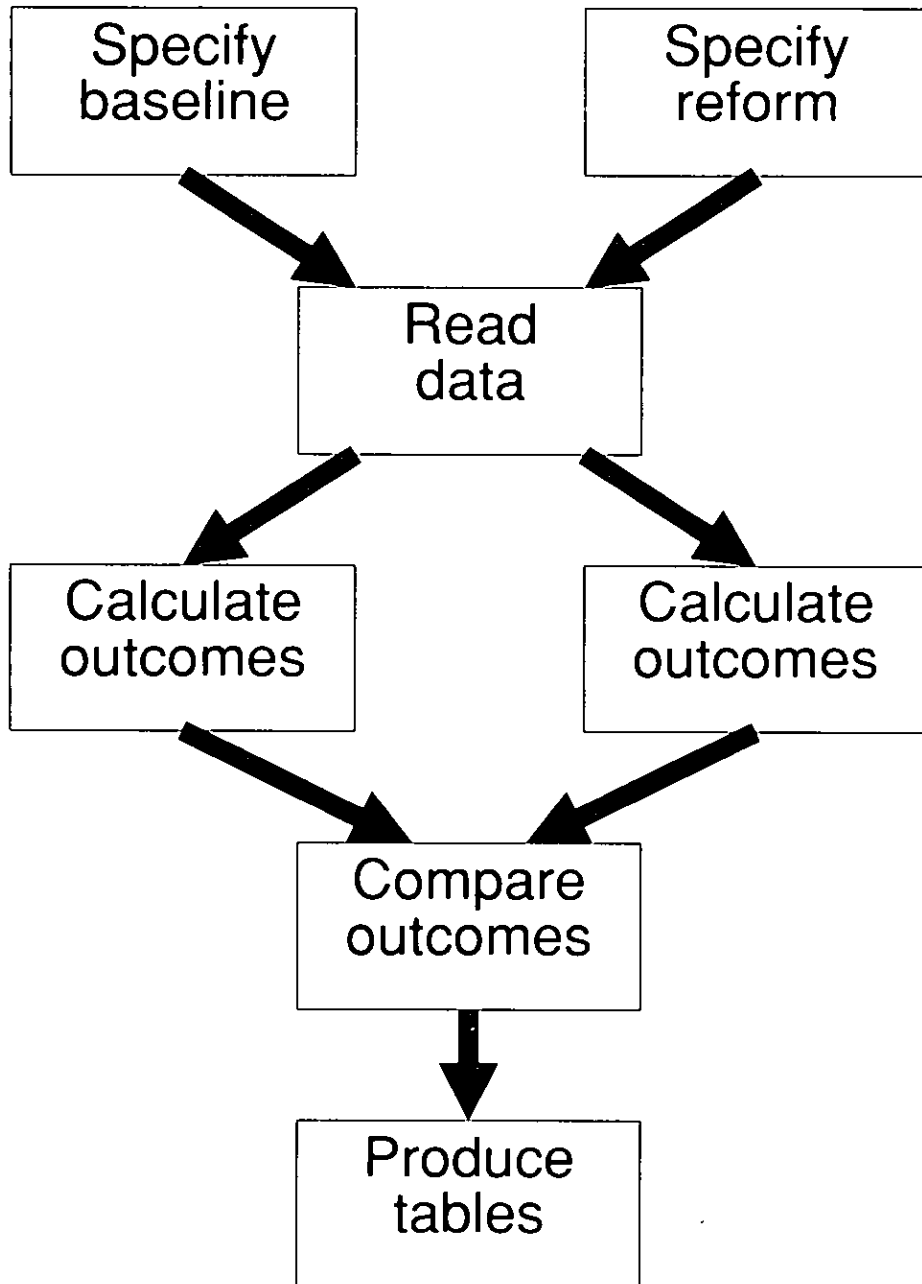 Specify
baseline
Specify
reform
Read
data
Calculate
outcomes
Calculate
outcomes
Compare
outcomes
Produce
tables